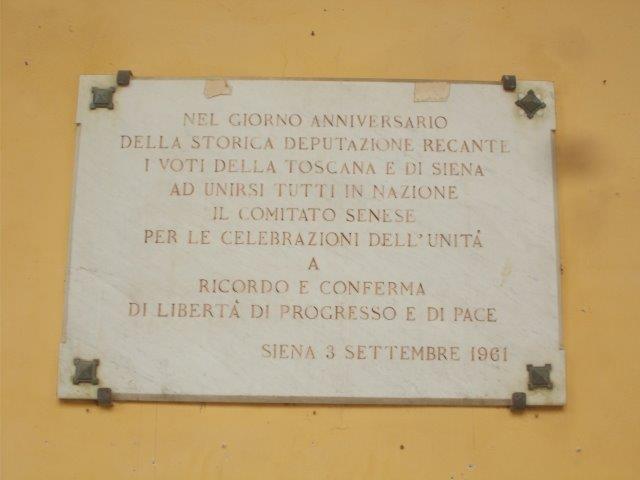 NEL GIORNO ANNIVERSARIO
DELLA STORICA DEPUTAZIONE RECANTE
I VOTI DELLA TOSCANA E DI SIENA
AD UNIRSI TUTTI IN NAZIONE
IL COMITATO SENESE
PER LE CELEBRAZIONI DELL'UNITÀ
A
RICORDO E CONFERMA
DI LIBERTÀ DI PROGRESSO E DI PACE
SIENA 3 SETTEMBRE 1961